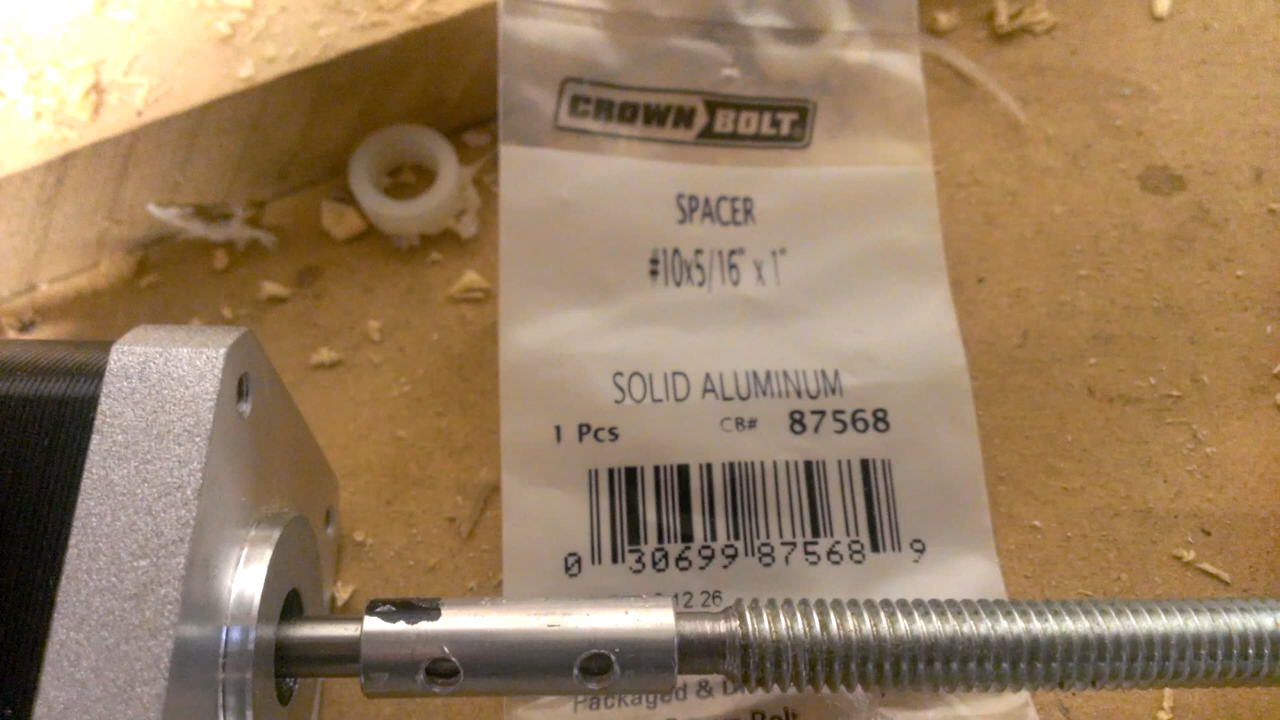 CROWN BOLT
SPACER
#10x5/16" x 1"
SOLID ALUMINUM
1 Pcs CB# 87568
0 30699 87568 9
12.26
Packaged &